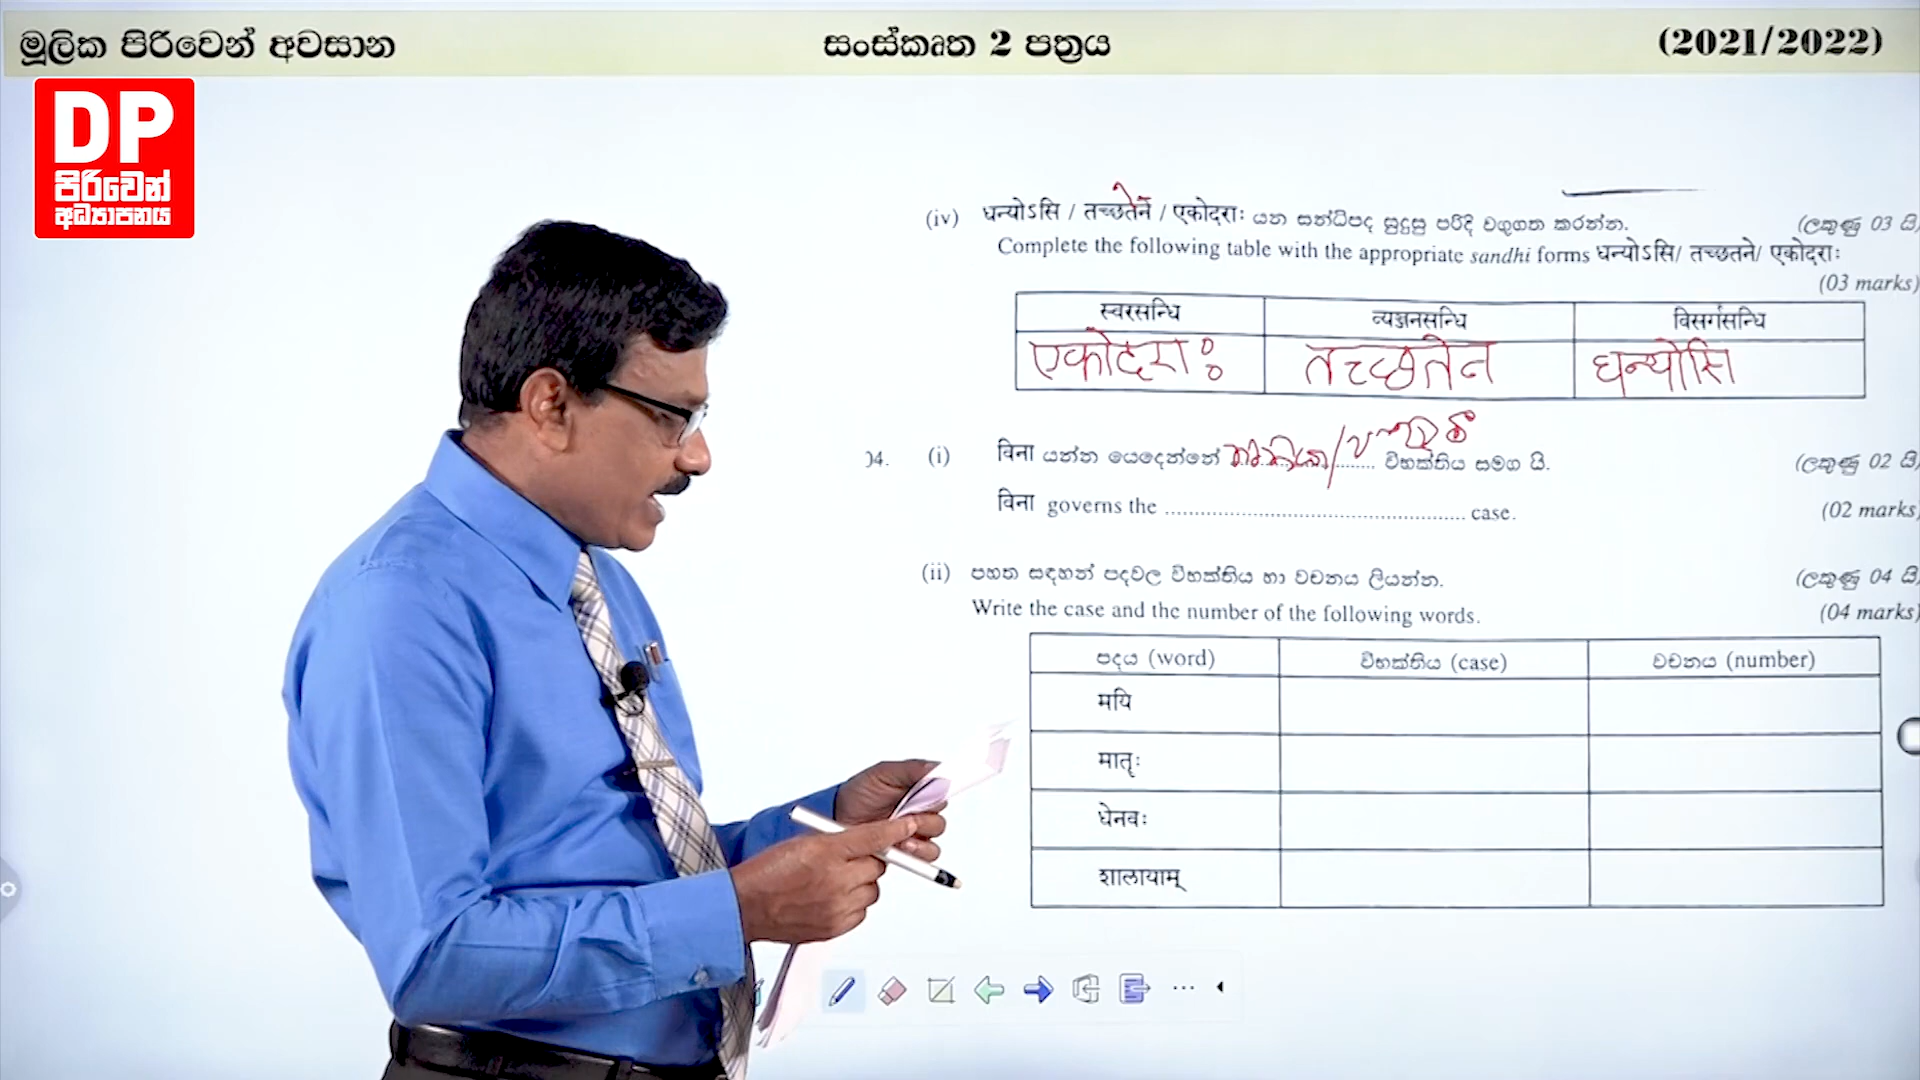 මූලික පිරිවෙන් අවසාන සංස්කෘත 2 පත්‍රය (2021/2022)
DP
පිරිවෙන්
අධ්‍යාපනය
(iv) धन्योऽसि / तच्छतेन / एकोदराः යන සන්ධිපද සුදුසු පරිදි වගුගත කරන්න. (ලකුණු 03 යි
Complete the following table with the appropriate sandhi forms धन्योऽसि/ तच्छतने/ एकोदराः
(03 marks)
स्वरसन्धि व्यञ्जनसन्धि विसर्गसन्धि
एकोदराः तच्छतेन धन्योसि
04. (i) विना යන්න යෙදෙන්නේ ............ විභක්තිය සමග යි. (ලකුණු 02 යි
विना governs the ............ case. (02 marks)
(ii) පහත සඳහන් පදවල විභක්තිය හා වචනය ලියන්න. (ලකුණු 04 යි
Write the case and the number of the following words. (04 marks)
පදය (word) විභක්තිය (case) වචනය (number)
मयि
मातृः
धेनवः
शालायाम्